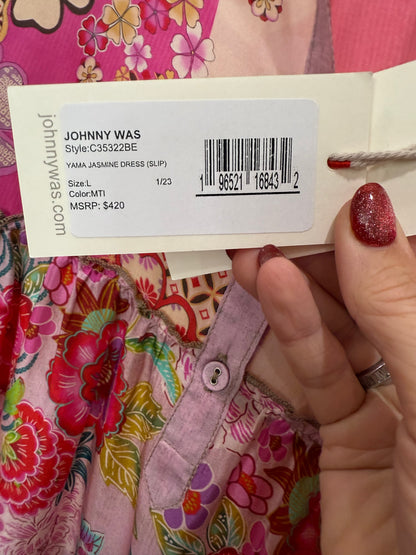 johnnywas.com
JOHNNY WAS
Style:C35322BE
YAMA JASMINE DRESS (SLIP)
Size:L 1/23
Color:MTI
MSRP: $420
1 96521 16843 2